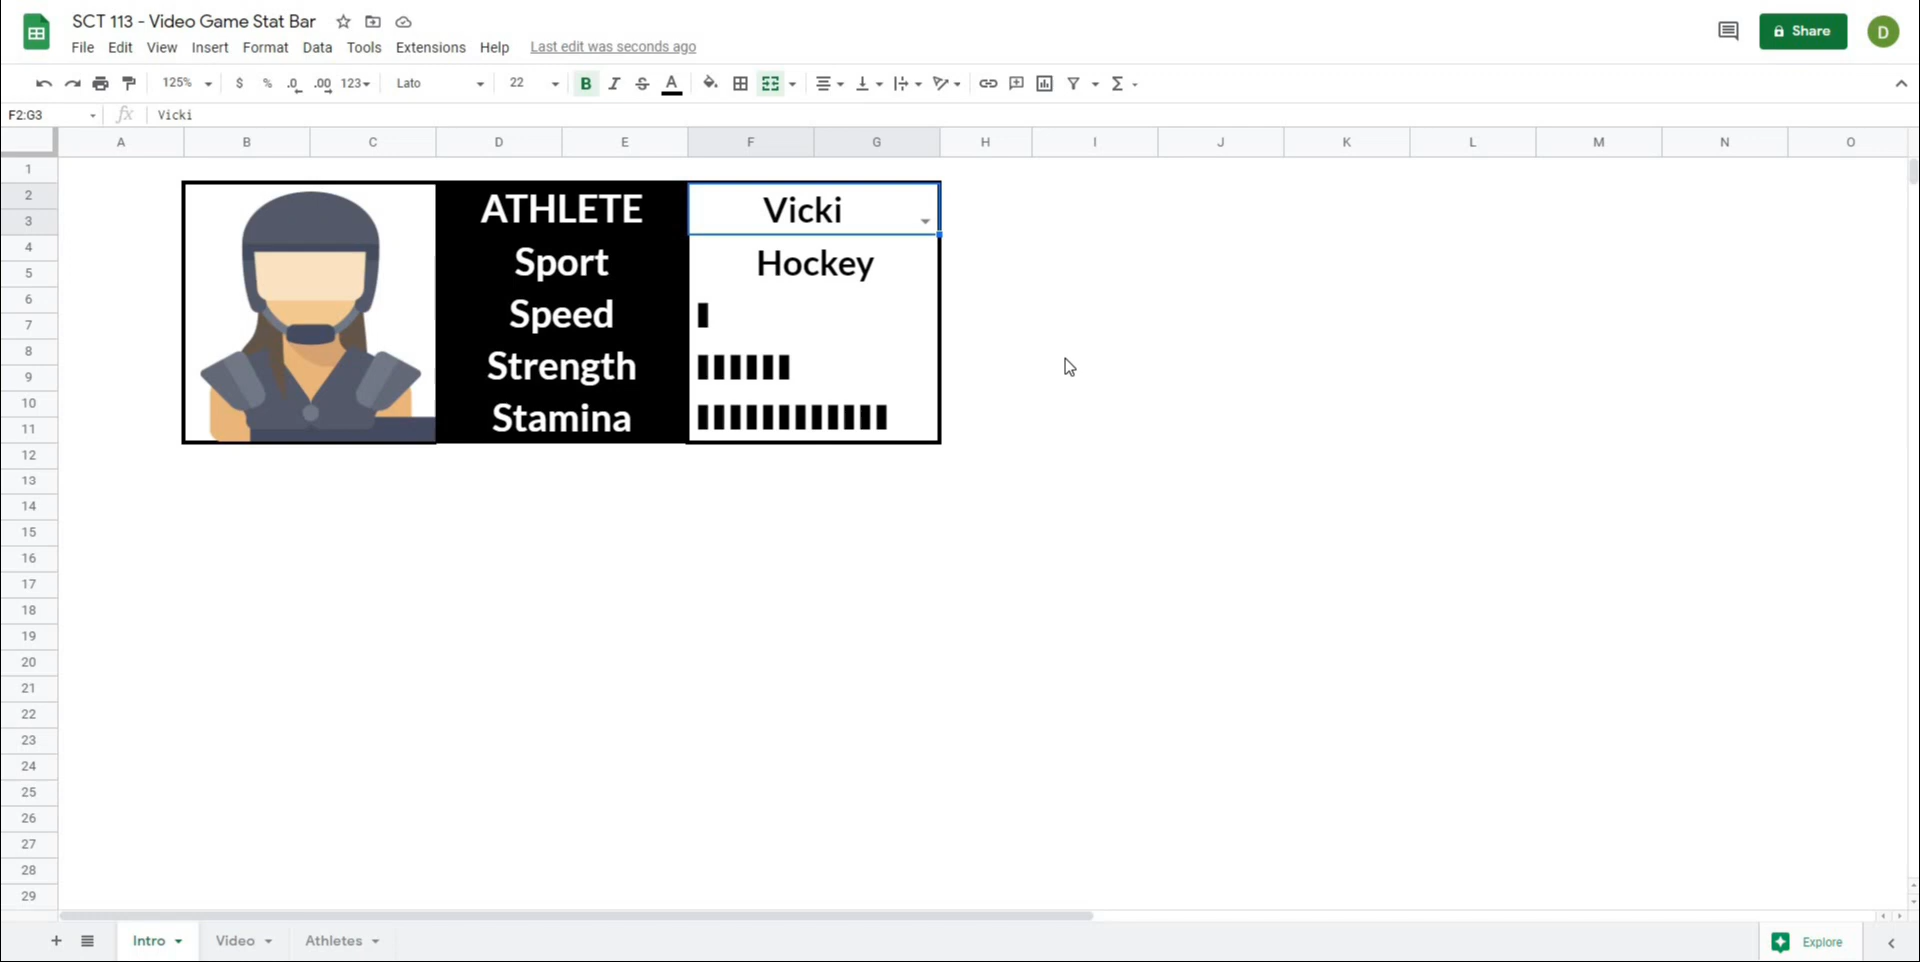 SCT 113 - Video Game Stat Bar
File Edit View Insert Format Data Tools Extensions Help Last edit was seconds ago
Share
D
125% $ % .0 .00 123 Lato 22 B I S A Σ
F2:G3 fx Vicki
A B C D E F G H I J K L M N O
1
2
3
4
5
6
7
8
9
10
11
12
13
14
15
16
17
18
19
20
21
22
23
24
25
26
27
28
29
ATHLETE Vicki
Sport Hockey
Speed
Strength
Stamina
Intro Video Athletes
Explore